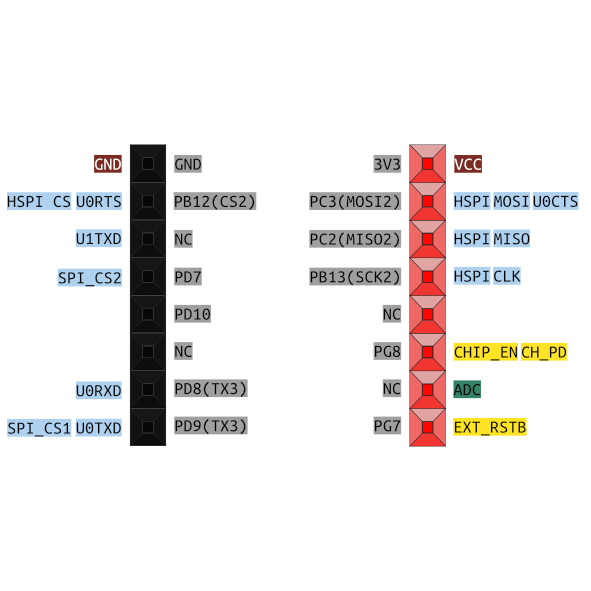 GND GND 3V3 VCC
HSPI CS U0RTS PB12(CS2) PC3(MOSI2) HSPI MOSI U0CTS
U1TXD NC PC2(MISO2) HSPI MISO
SPI_CS2 PD7 PB13(SCK2) HSPI CLK
PD10 NC
NC PG8 CHIP_EN CH_PD
U0RXD PD8(TX3) NC ADC
SPI_CS1 U0TXD PD9(TX3) PG7 EXT_RSTB